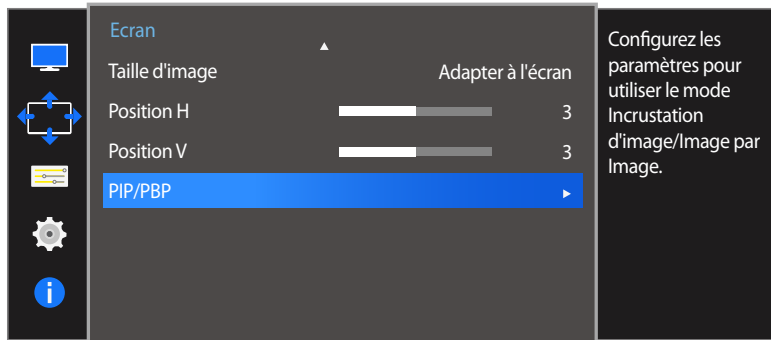 Ecran
Taille d'image Adapter à l'écran
Position H 3
Position V 3
PIP/PBP
Configurez les
paramètres pour
utiliser le mode
Incrustation
d'image/Image par
Image.